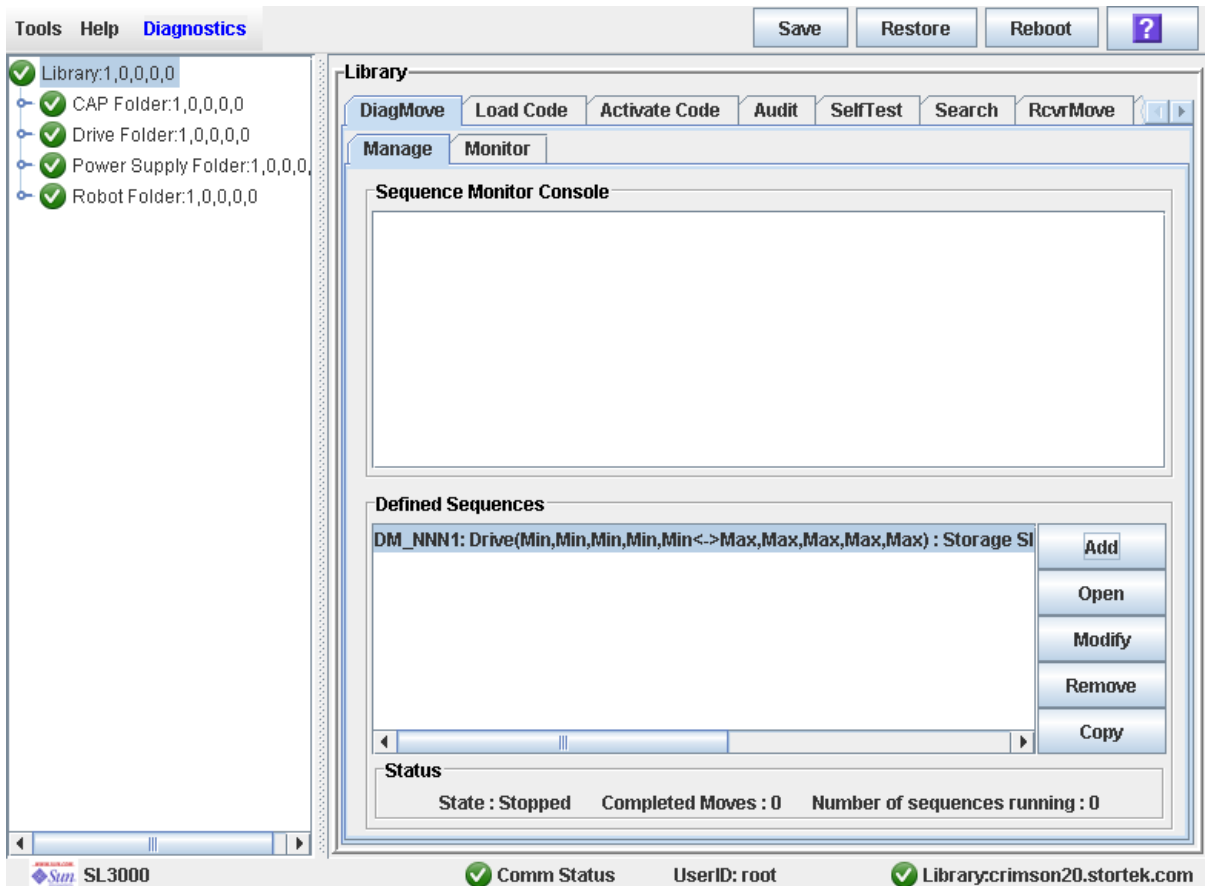 Tools Help Diagnostics
Save Restore Reboot ?
Library:1,0,0,0,0
CAP Folder:1,0,0,0,0
Drive Folder:1,0,0,0,0
Power Supply Folder:1,0,0,0,
Robot Folder:1,0,0,0,0
Library
DiagMove Load Code Activate Code Audit SelfTest Search RcvrMove
Manage Monitor
Sequence Monitor Console
Defined Sequences
DM_NNN1: Drive(Min,Min,Min,Min,Min<->Max,Max,Max,Max,Max) : Storage Sl
Add
Open
Modify
Remove
Copy
Status
State : Stopped Completed Moves : 0 Number of sequences running : 0
Sun SL3000 Comm Status UserID: root Library:crimson20.stortek.com